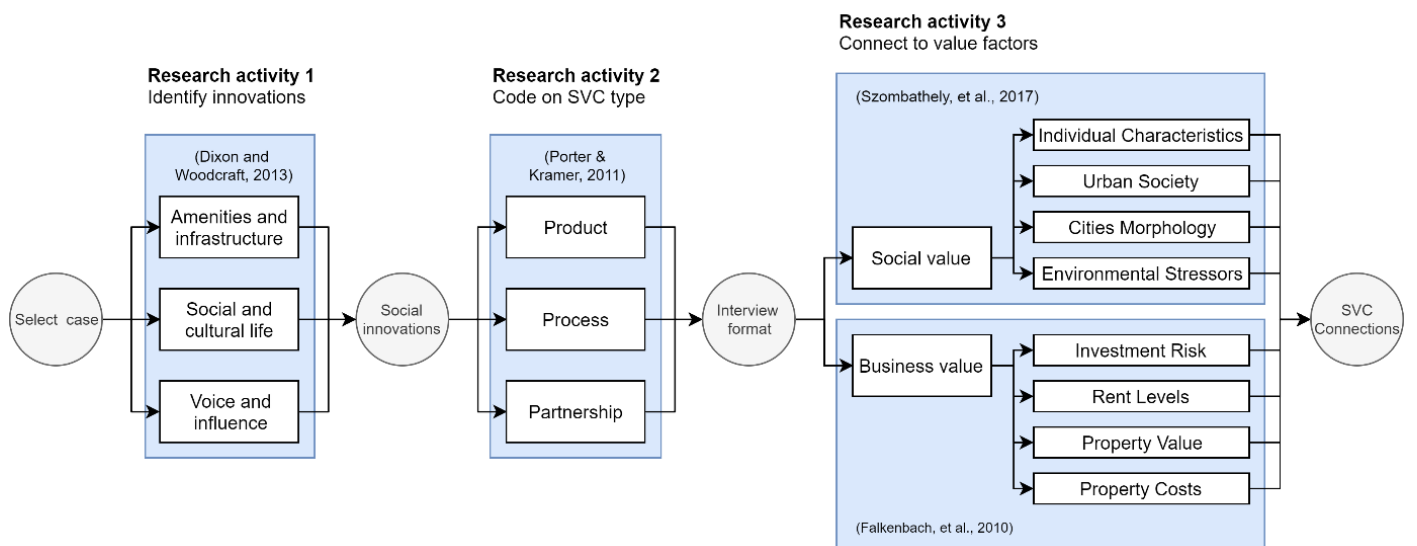 Research activity 1
Identify innovations
Research activity 2
Code on SVC type
Research activity 3
Connect to value factors
Select case
(Dixon and
Woodcraft, 2013)
Amenities and
infrastructure
Social and
cultural life
Voice and
influence
Social
innovations
(Porter &
Kramer, 2011)
Product
Process
Partnership
Interview
format
(Szombathely, et al., 2017)
Social value
Individual Characteristics
Urban Society
Cities Morphology
Environmental Stressors
Business value
Investment Risk
Rent Levels
Property Value
Property Costs
(Falkenbach, et al., 2010)
SVC
Connections